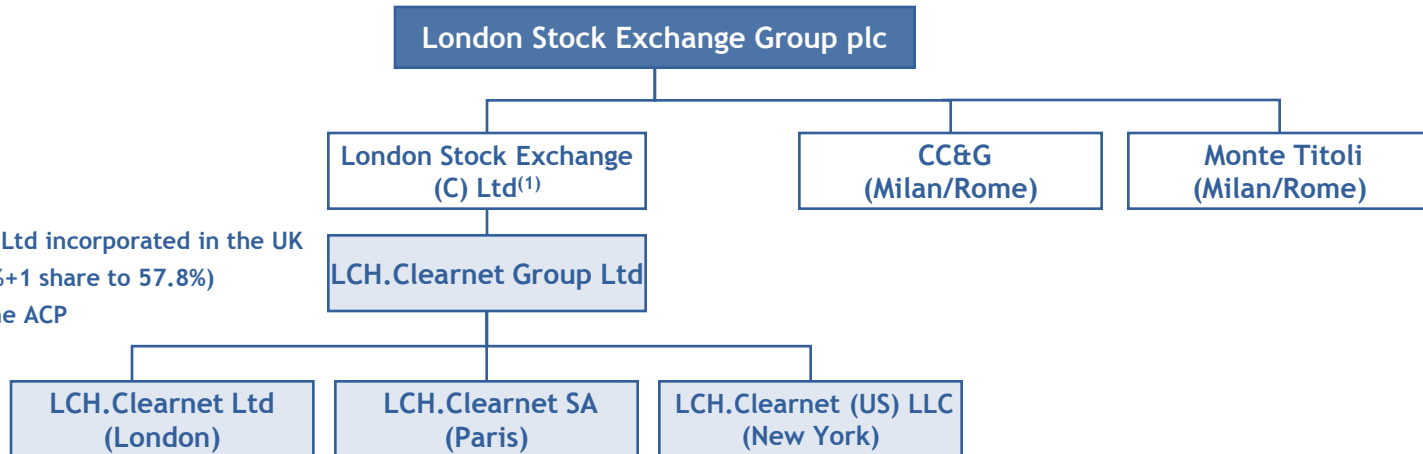 London Stock Exchange Group plc
London Stock Exchange
(C) Ltd(1)
CC&G
(Milan/Rome)
Monte Titoli
(Milan/Rome)
Ltd incorporated in the UK
+1 share to 57.8%)
ACP
LCH.Clearnet Group Ltd
LCH.Clearnet Ltd
(London)
LCH.Clearnet SA
(Paris)
LCH.Clearnet (US) LLC
(New York)